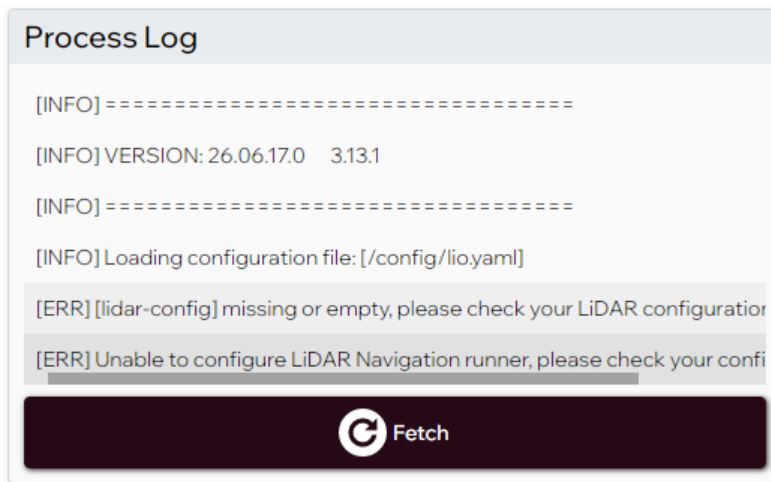 Process Log
[INFO] = = = = = = = = = = = = = = = = = = = = = = = = = = = = = = = = = =
[INFO] VERSION: 26.06.17.0 3.13.1
[INFO] = = = = = = = = = = = = = = = = = = = = = = = = = = = = = = = = = =
[INFO] Loading configuration file: [/config/lio.yaml]
[ERR] [lidar-config] missing or empty, please check your LiDAR configuration
[ERR] Unable to configure LiDAR Navigation runner, please check your confi
Fetch